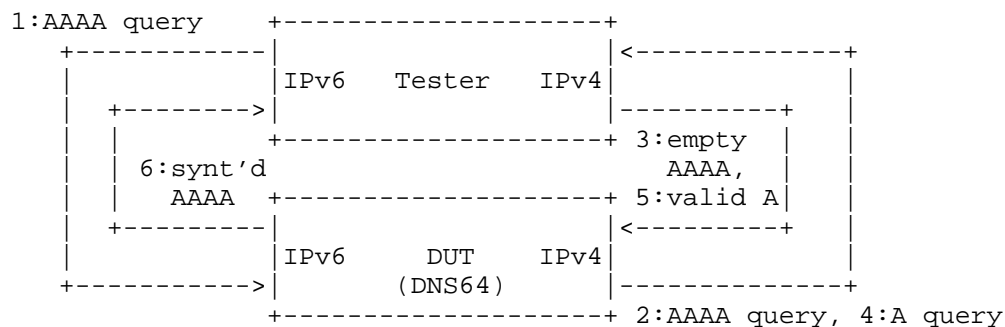 1:AAAA query
IPv6 Tester IPv4
3:empty
6:synt'd AAAA,
AAAA 5:valid A
IPv6 DUT IPv4
(DNS64)
2:AAAA query, 4:A query